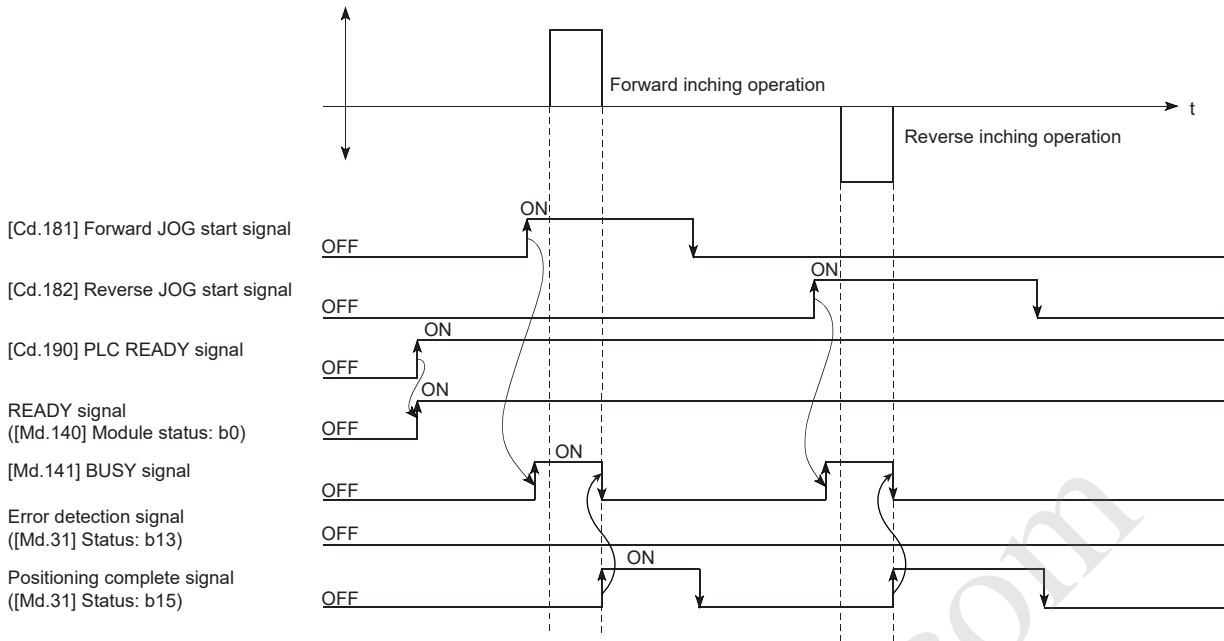 Forward inching operation
t
Reverse inching operation
[Cd.181] Forward JOG start signal
OFF
ON
[Cd.182] Reverse JOG start signal
OFF
ON
[Cd.190] PLC READY signal
OFF
ON
READY signal
([Md.140] Module status: b0)
OFF
ON
[Md.141] BUSY signal
OFF
ON
Error detection signal
([Md.31] Status: b13)
OFF
Positioning complete signal
([Md.31] Status: b15)
OFF
ON
com